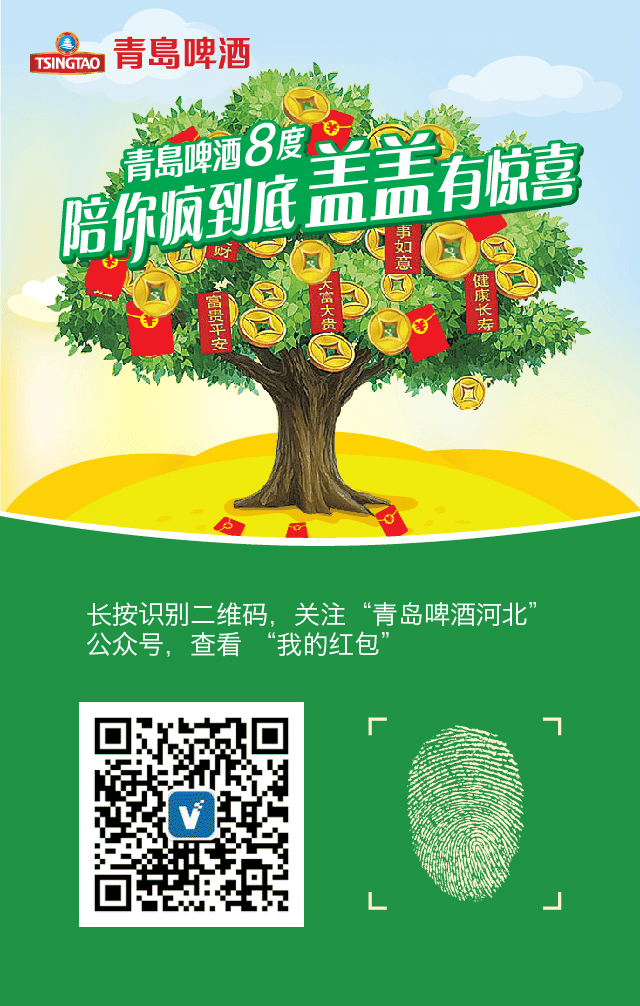 TSINGTAO 青島啤酒
青島啤酒8度
陪你疯到底 盖盖有惊喜
财
事如意
富贵平安
大富大贵
健康长寿
长按识别二维码，关注“青岛啤酒河北”
公众号，查看“我的红包”